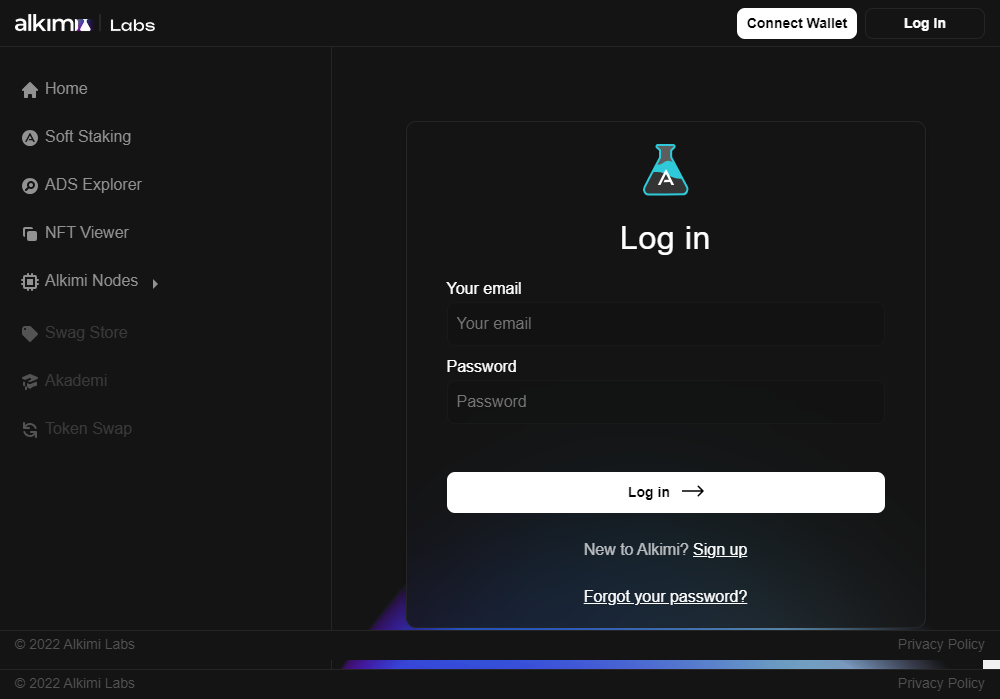 alkimi Labs
Connect Wallet
Log In
Home
Soft Staking
ADS Explorer
NFT Viewer
Alkimi Nodes
Swag Store
Akademi
Token Swap
A
Log in
Your email
Your email
Password
Password
Log in
New to Alkimi? Sign up
Forgot your password?
© 2022 Alkimi Labs
Privacy Policy
© 2022 Alkimi Labs
Privacy Policy